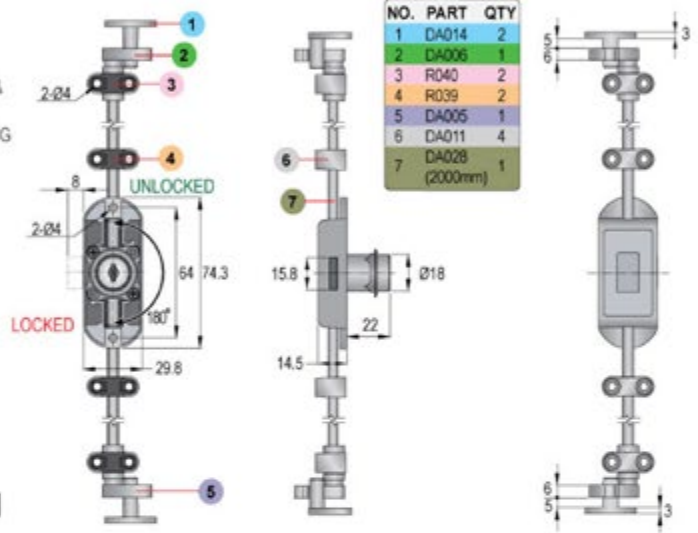 NO. PART QTY
1 DA014 2
2 DA006 1
3 R040 2
4 R039 2
5 DA005 1
6 DA011 4
7 DA028 (2000mm) 1
1
2
3
2-Ø4
4
8
UNLOCKED
2-Ø4
64
74.3
180°
LOCKED
29.8
5
6
7
15.8
Ø18
22
14.5
5
6
3
6
5
3
A
G